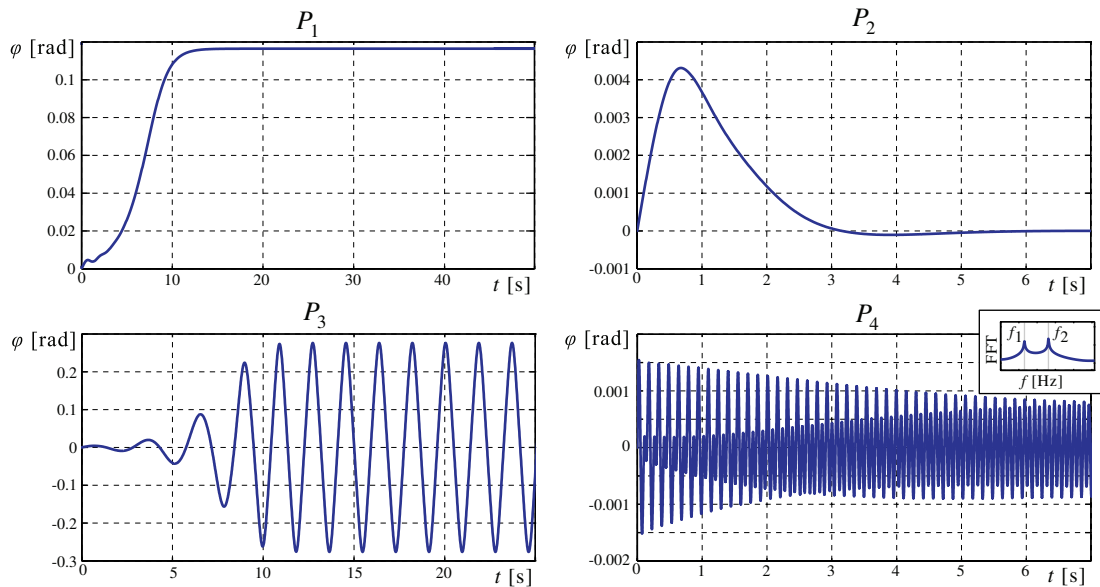 P1
φ [rad]
0.1
0.08
0.06
0.04
0.02
0
0 10 20 30 40
t [s]
P2
φ [rad]
0.004
0.003
0.002
0.001
0
-0.001
0 1 2 3 4 5 6
t [s]
P3
φ [rad]
0.2
0.1
0
-0.1
-0.2
-0.3
0 5 10 15 20
t [s]
P4
φ [rad]
0.001
0
-0.001
-0.002
0 1 2 3 4 5 6
t [s]
FFT
f1 f2
f [Hz]